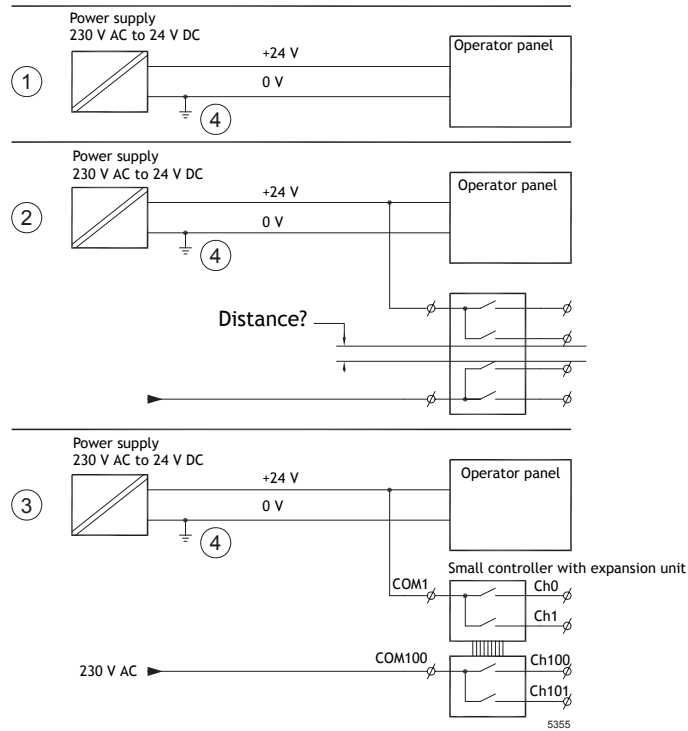 Power supply
230 V AC to 24 V DC
+24 V
Operator panel
0 V
1
4
Power supply
230 V AC to 24 V DC
+24 V
Operator panel
0 V
2
4
Distance?
Power supply
230 V AC to 24 V DC
+24 V
Operator panel
0 V
3
4
Small controller with expansion unit
COM1
Ch0
Ch1
COM100
Ch100
230 V AC
Ch101
5355